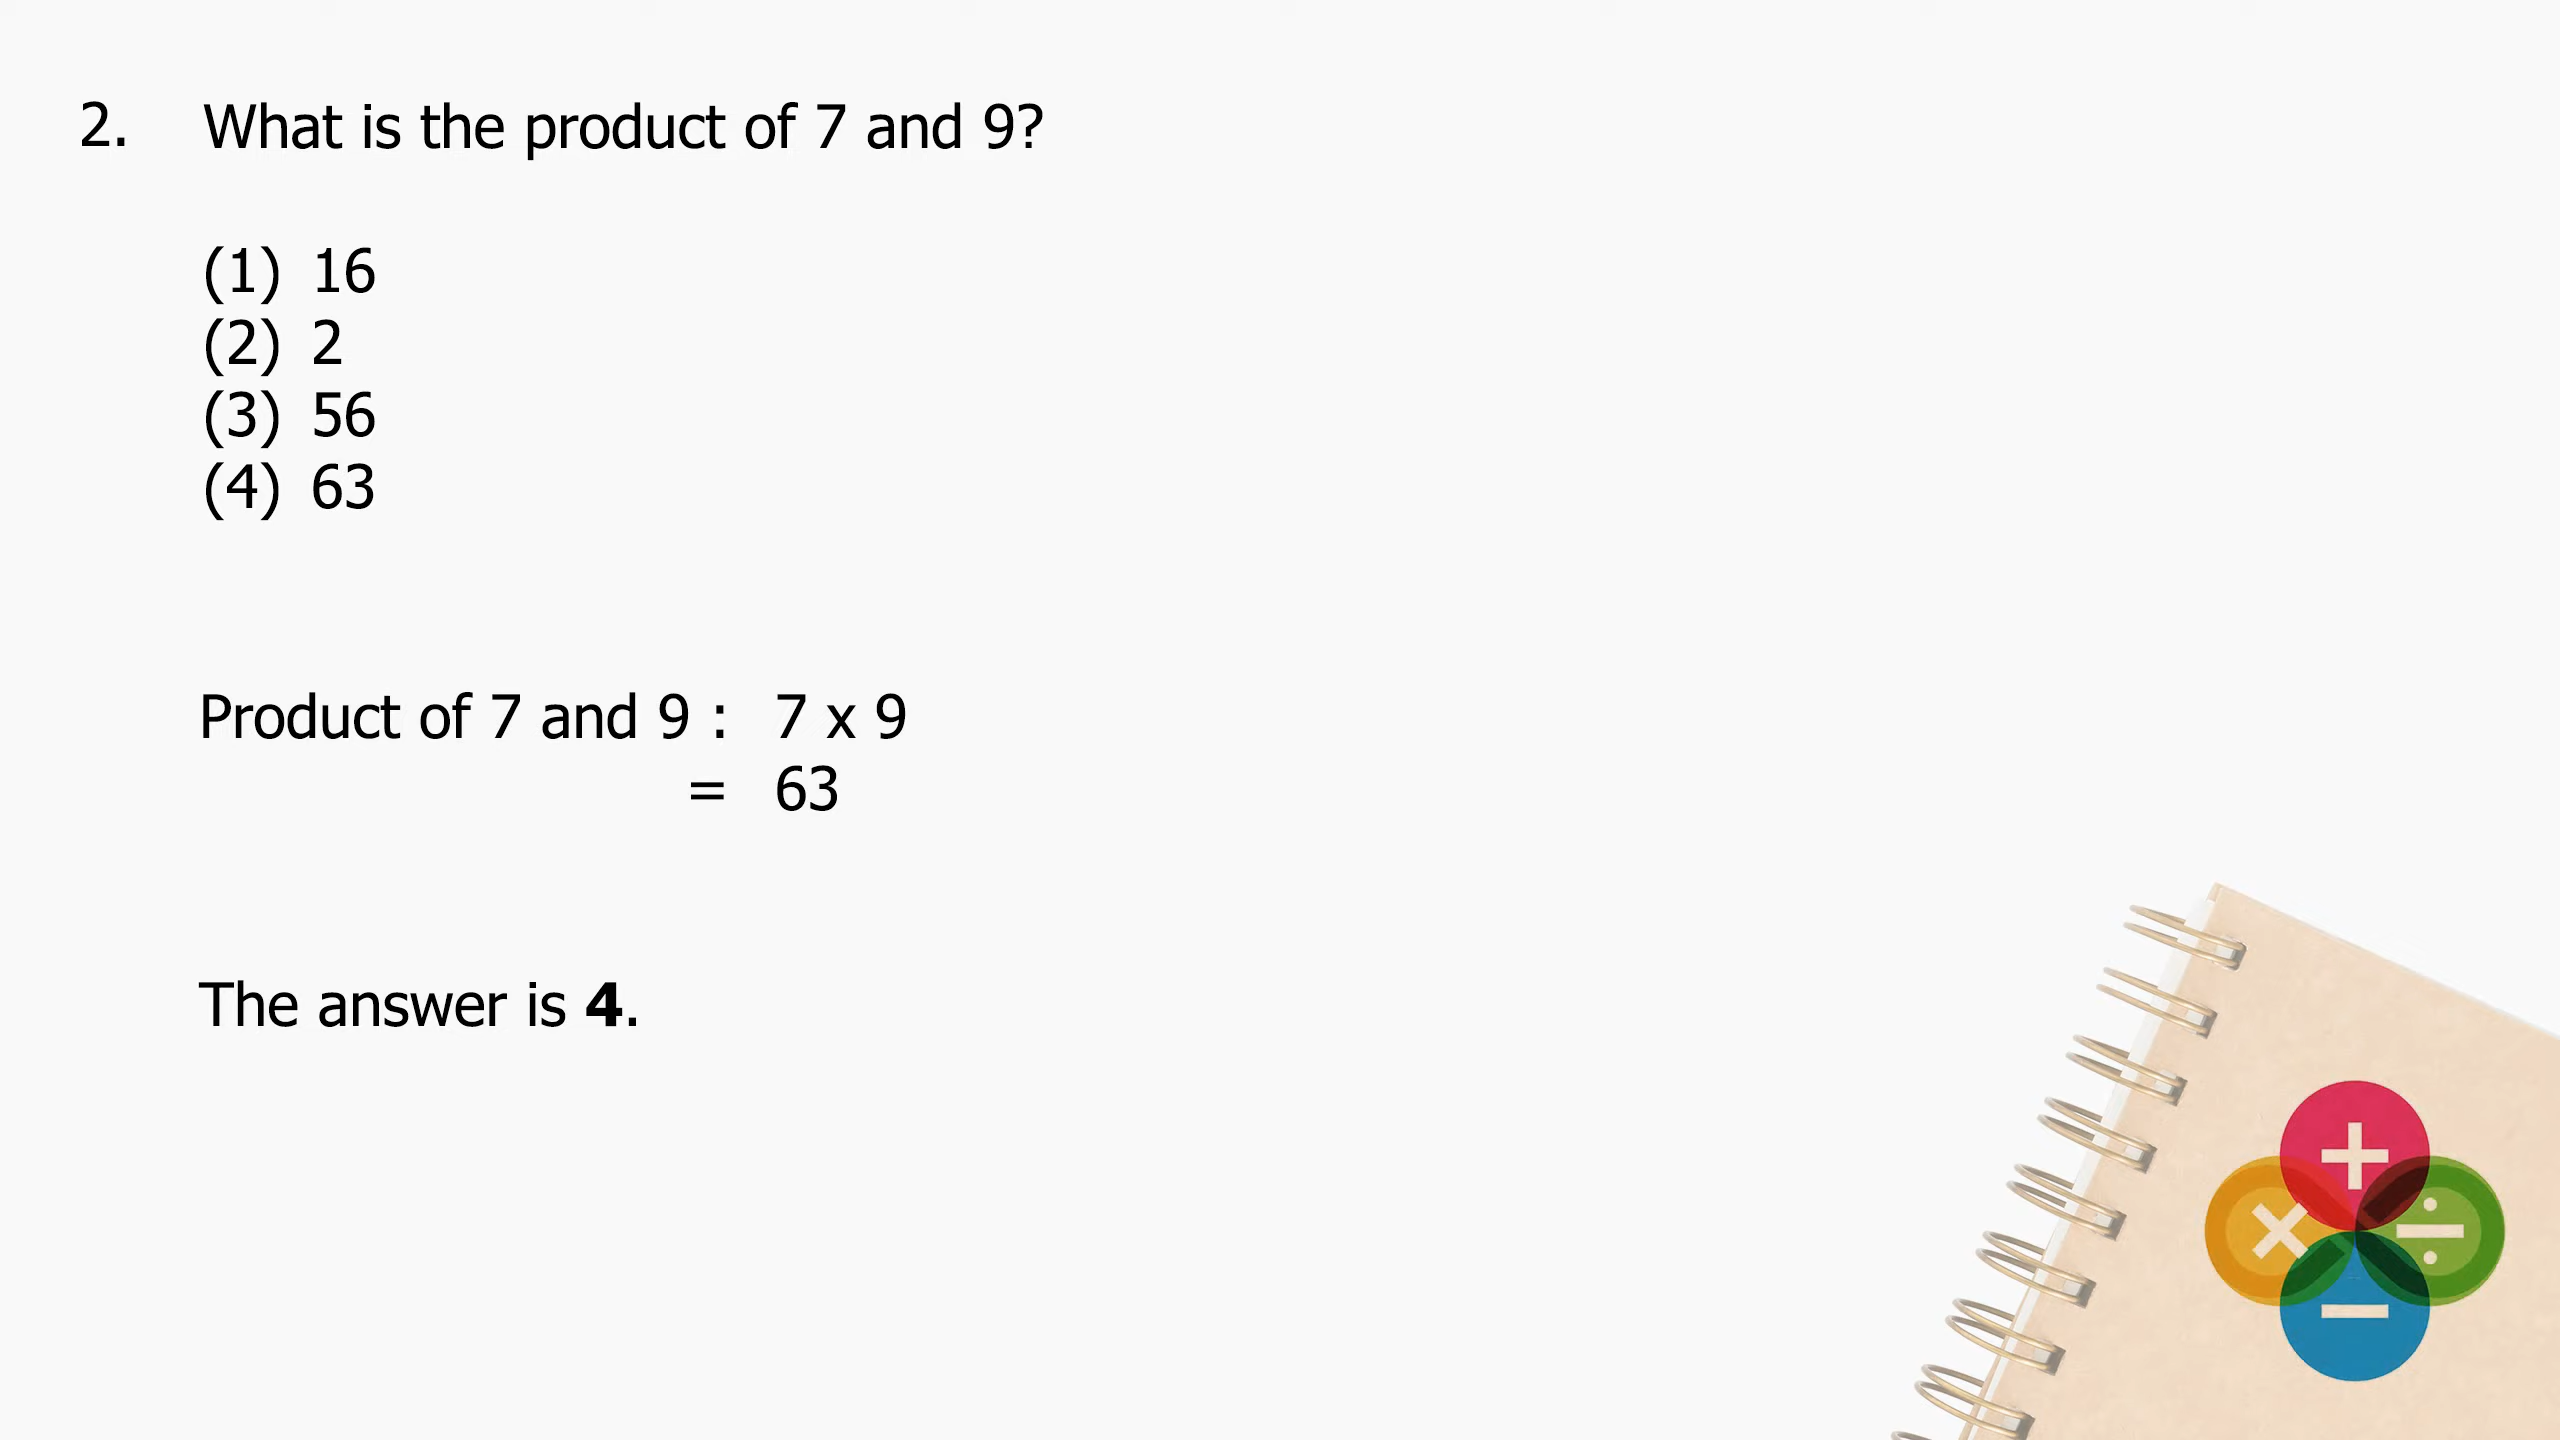 2. What is the product of 7 and 9?
(1) 16
(2) 2
(3) 56
(4) 63
Product of 7 and 9 : 7 x 9
= 63
The answer is 4.
+
× ÷
−